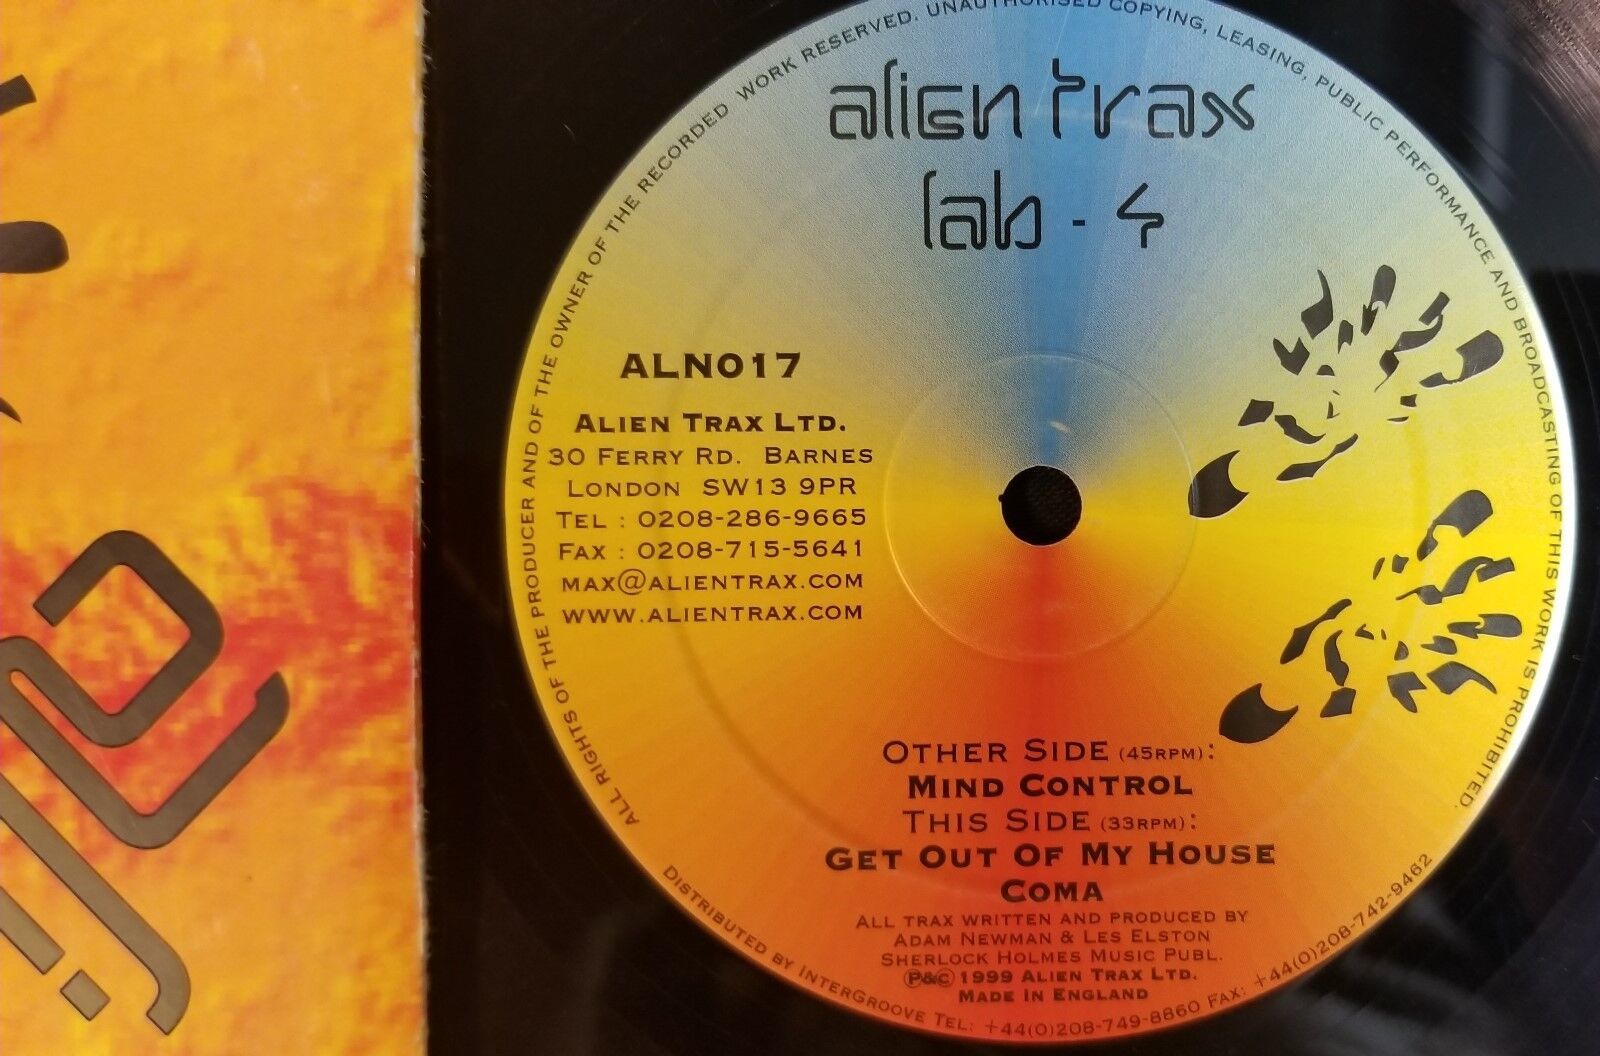 alien trax
lab - 4
ALN017
ALIEN TRAX LTD.
30 FERRY RD. BARNES
LONDON SW13 9PR
TEL : 0208-286-9665
FAX : 0208-715-5641
MAX@ALIENTRAX.COM
WWW.ALIENTRAX.COM
OTHER SIDE (45RPM):
MIND CONTROL
THIS SIDE (33RPM):
GET OUT OF MY HOUSE
COMA
ALL TRAX WRITTEN AND PRODUCED BY
ADAM NEWMAN & LES ELSTON
SHERLOCK HOLMES MUSIC PUBL.
P&C 1999 ALIEN TRAX LTD.
MADE IN ENGLAND
ALL RIGHTS OF THE PRODUCER AND OF THE OWNER OF THE RECORDED WORK RESERVED. UNAUTHORISED COPYING, LEASING, PUBLIC PERFORMANCE AND BROADCASTING OF THIS WORK IS PROHIBITED.
DISTRIBUTED BY INTERGROOVE TEL: +44(0)208-749-8860 FAX: +44(0)208-742-9462